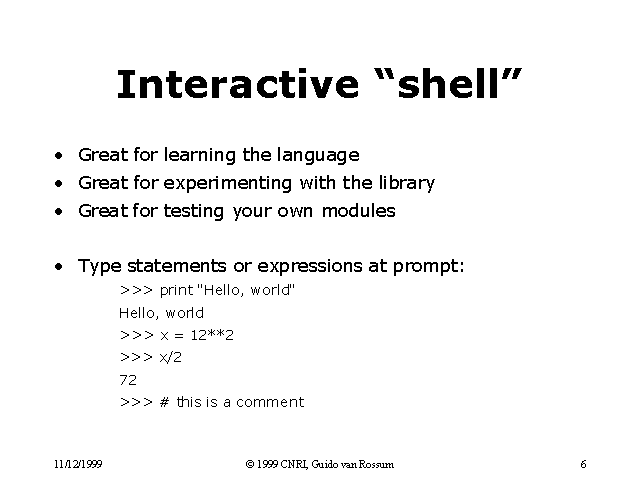 Interactive “shell”
• Great for learning the language
• Great for experimenting with the library
• Great for testing your own modules
• Type statements or expressions at prompt:
>>> print "Hello, world"
Hello, world
>>> x = 12**2
>>> x/2
72
>>> # this is a comment
11/12/1999 © 1999 CNRI, Guido van Rossum 6